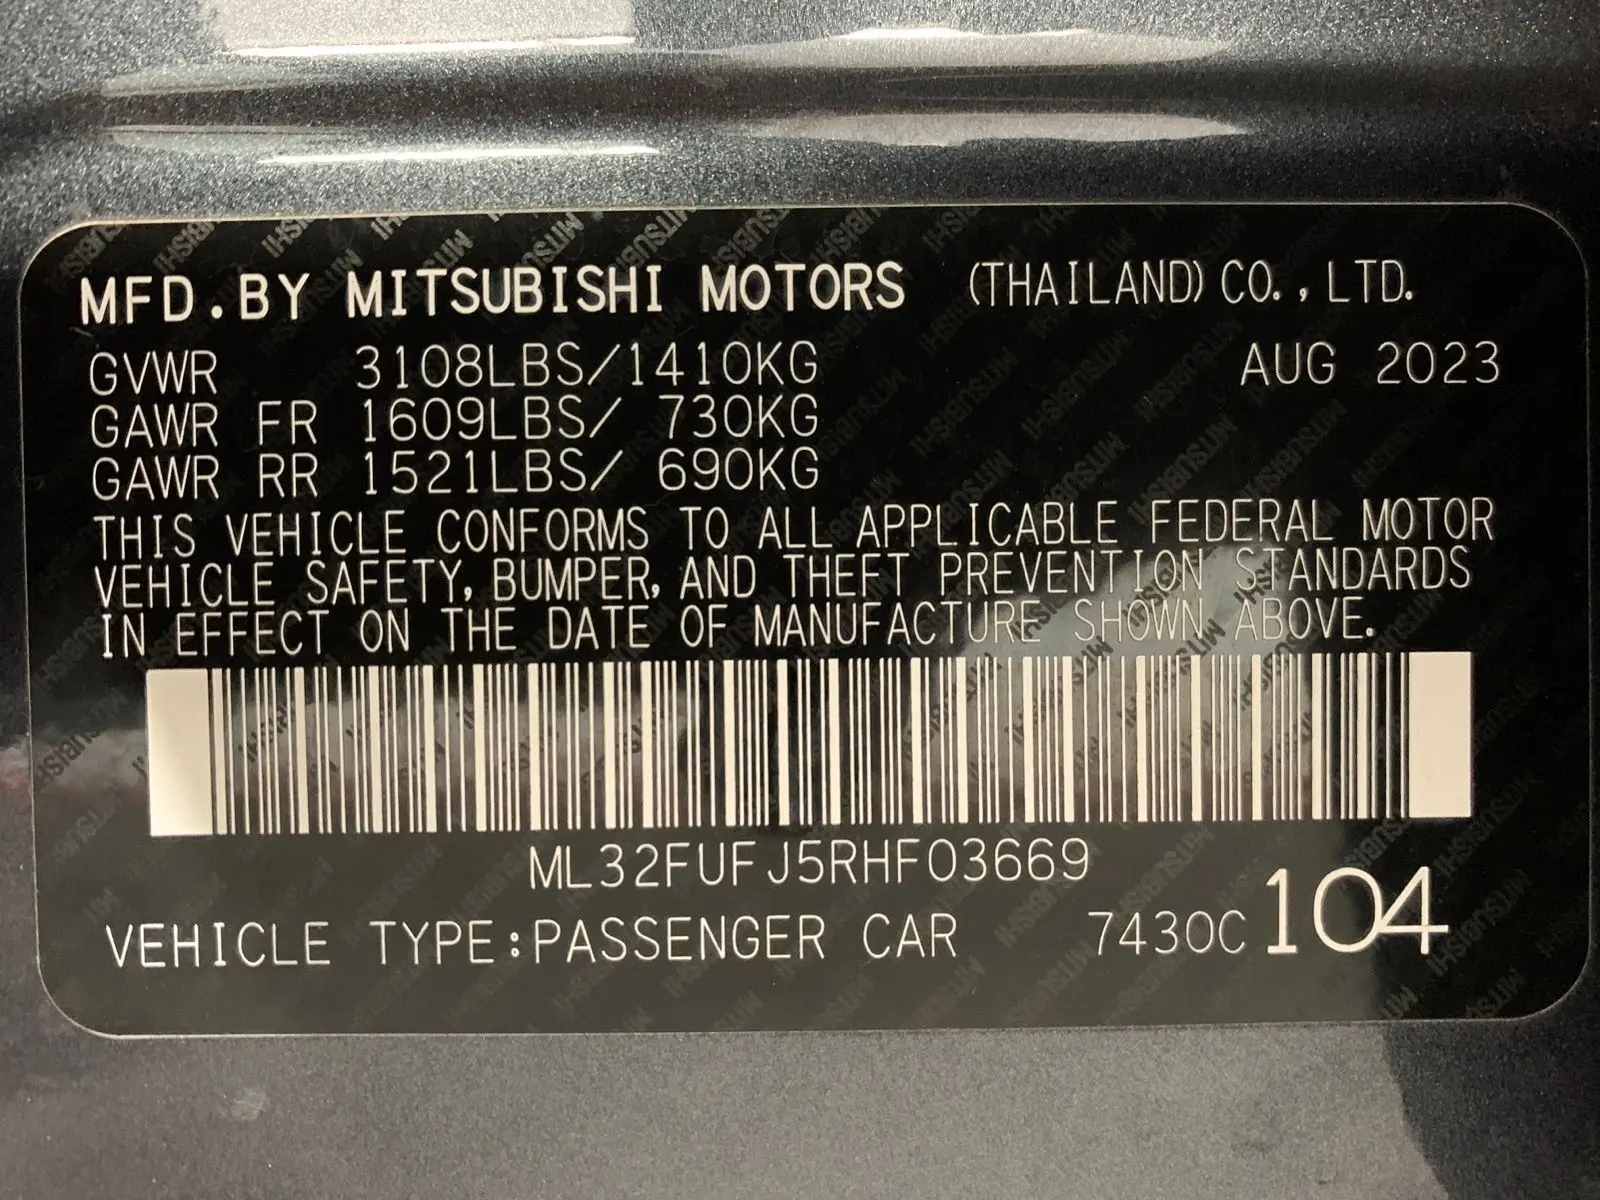 MFD.BY MITSUBISHI MOTORS (THAILAND) CO.,LTD.
GVWR 3108LBS/1410KG AUG 2023
GAWR FR 1609LBS/ 730KG
GAWR RR 1521LBS/ 690KG
THIS VEHICLE CONFORMS TO ALL APPLICABLE FEDERAL MOTOR
VEHICLE SAFETY, BUMPER, AND THEFT PREVENTION STANDARDS
IN EFFECT ON THE DATE OF MANUFACTURE SHOWN ABOVE.
ML32FUFJ5RHF03669
VEHICLE TYPE:PASSENGER CAR 7430C 104